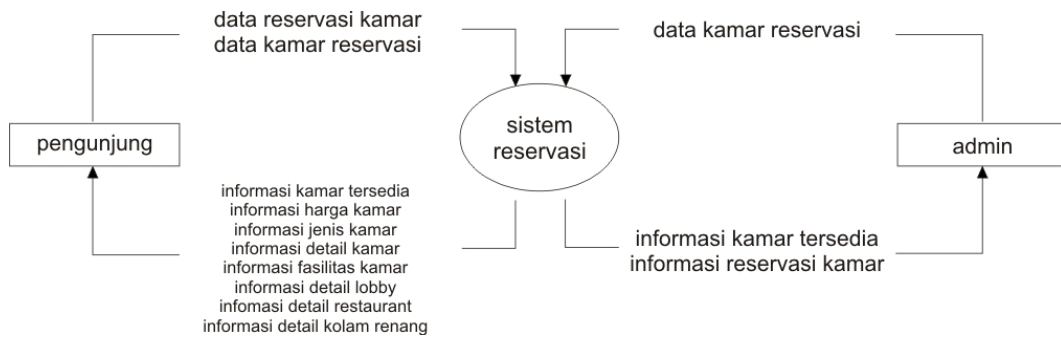 data reservasi kamar
data kamar reservasi
data kamar reservasi
pengunjung
sistem
reservasi
admin
informasi kamar tersedia
informasi harga kamar
informasi jenis kamar
informasi detail kamar
informasi fasilitas kamar
informasi detail lobby
infomasi detail restaurant
informasi detail kolam renang
informasi kamar tersedia
informasi reservasi kamar